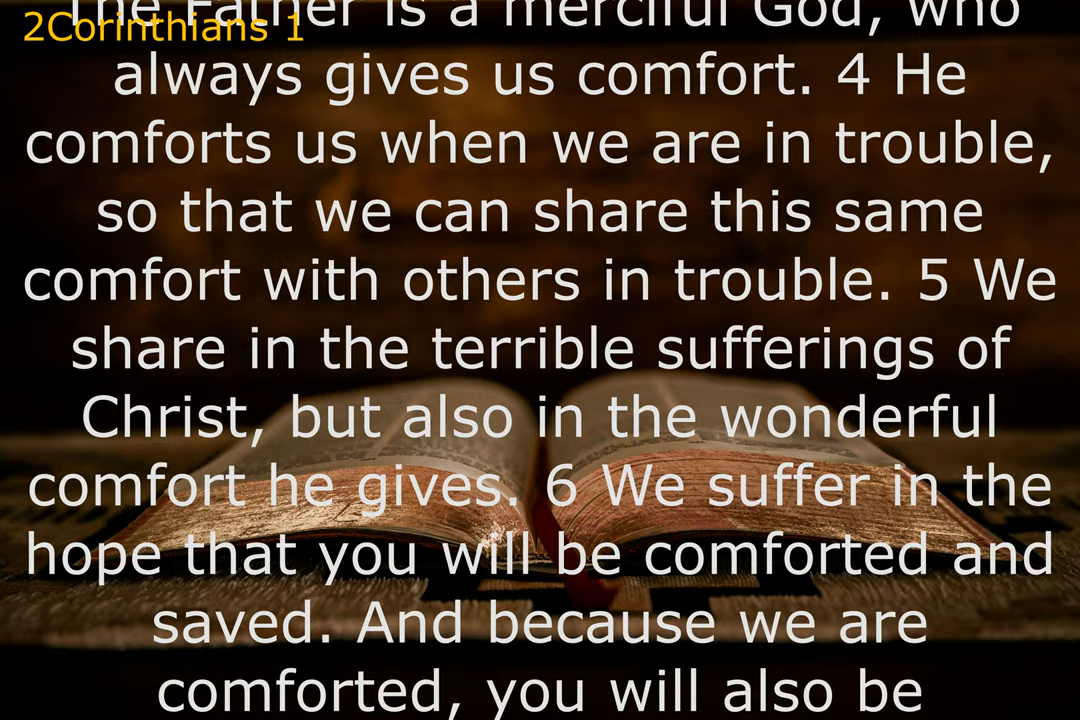 The Father is a merciful God, who
2Corinthians 1
always gives us comfort. 4 He
comforts us when we are in trouble,
so that we can share this same
comfort with others in trouble. 5 We
share in the terrible sufferings of
Christ, but also in the wonderful
comfort he gives. 6 We suffer in the
hope that you will be comforted and
saved. And because we are
comforted, you will also be